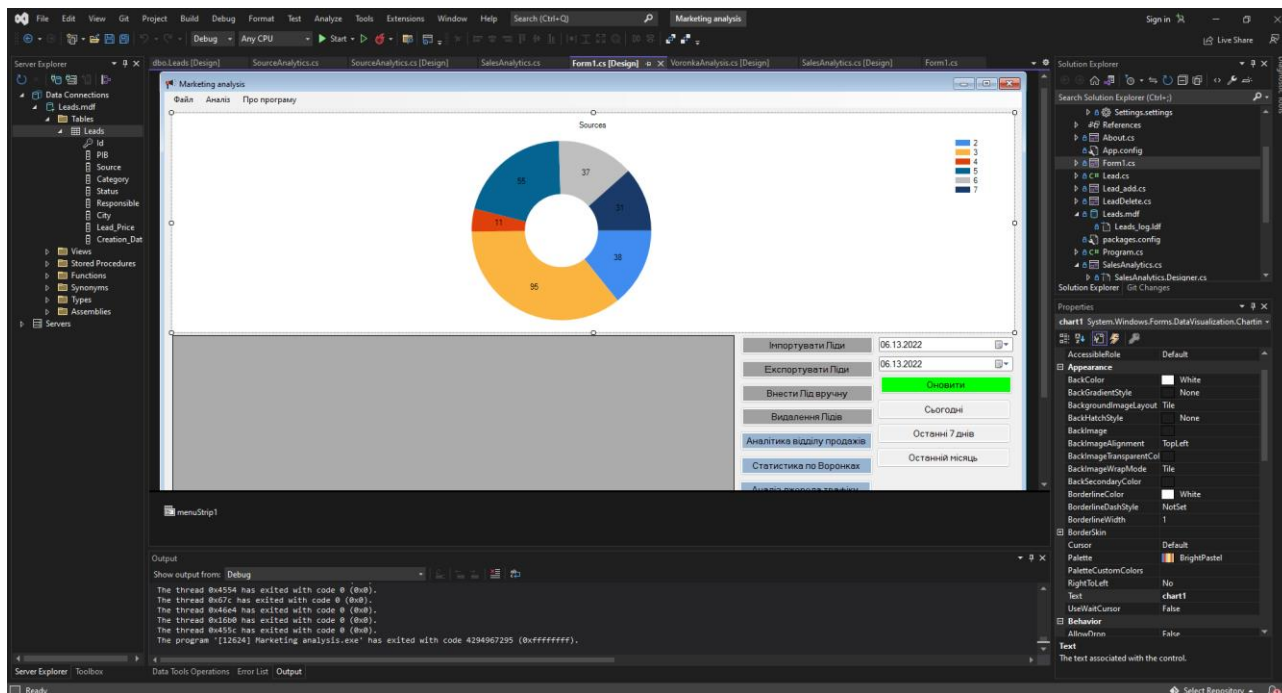 File Edit View Git Project Build Debug Format Test Analyze Tools Extensions Window Help Search (Ctrl+Q) Marketing analysis Sign in
Debug Any CPU Start Live Share
Server Explorer
Data Connections
Leads.mdf
Tables
Leads
Id
PIB
Source
Category
Status
Responsible
City
Lead_Price
Creation_Dat
Views
Stored Procedures
Functions
Synonyms
Types
Assemblies
Servers
Server Explorer Toolbox
dbo.Leads [Design] SourceAnalytics.cs SourceAnalytics.cs [Design] SalesAnalytics.cs Form1.cs [Design] VoronkaAnalysis.cs [Design] SalesAnalytics.cs [Design] Form1.cs
Marketing analysis
Файл Аналіз Про програму
Sources
37
55
31
11
38
95
2
3
4
5
6
7
Імпортувати Ліди
Експортувати Ліди
Внести Лід вручну
Видалення Лідів
Аналітика відділу продажів
Статистика по Воронках
06.13.2022
06.13.2022
Оновити
Сьогодні
Останні 7 днів
Останній місяць
menuStrip1
Output
Show output from: Debug
The thread 0x4554 has exited with code 0 (0x0).
The thread 0x67c has exited with code 0 (0x0).
The thread 0x46e4 has exited with code 0 (0x0).
The thread 0x16b0 has exited with code 0 (0x0).
The thread 0x455c has exited with code 0 (0x0).
The program '[12624] Marketing analysis.exe' has exited with code 4294967295 (0xffffffff).
Data Tools Operations Error List Output
Solution Explorer
Search Solution Explorer (Ctrl+;)
Settings.settings
References
About.cs
App.config
Form1.cs
C# Lead.cs
Lead_add.cs
LeadDelete.cs
Leads.mdf
Leads_log.ldf
packages.config
C# Program.cs
SalesAnalytics.cs
SalesAnalytics.Designer.cs
Solution Explorer Git Changes
Properties
chart1 System.Windows.Forms.DataVisualization.Chartin
AccessibleRole Default
Appearance
BackColor White
BackGradientStyle None
BackgroundImageLayout Tile
BackHatchStyle None
BackImage
BackImageAlignment TopLeft
BackImageTransparentCol
BackImageWrapMode Tile
BackSecondaryColor
BorderlineColor White
BorderlineDashStyle NotSet
BorderlineWidth 1
BorderSkin
Cursor Default
Palette BrightPastel
PaletteCustomColors
RightToLeft No
Text chart1
UseWaitCursor False
Behavior
AllowDrop False
Text
The text associated with the control.
Ready
Select Repository